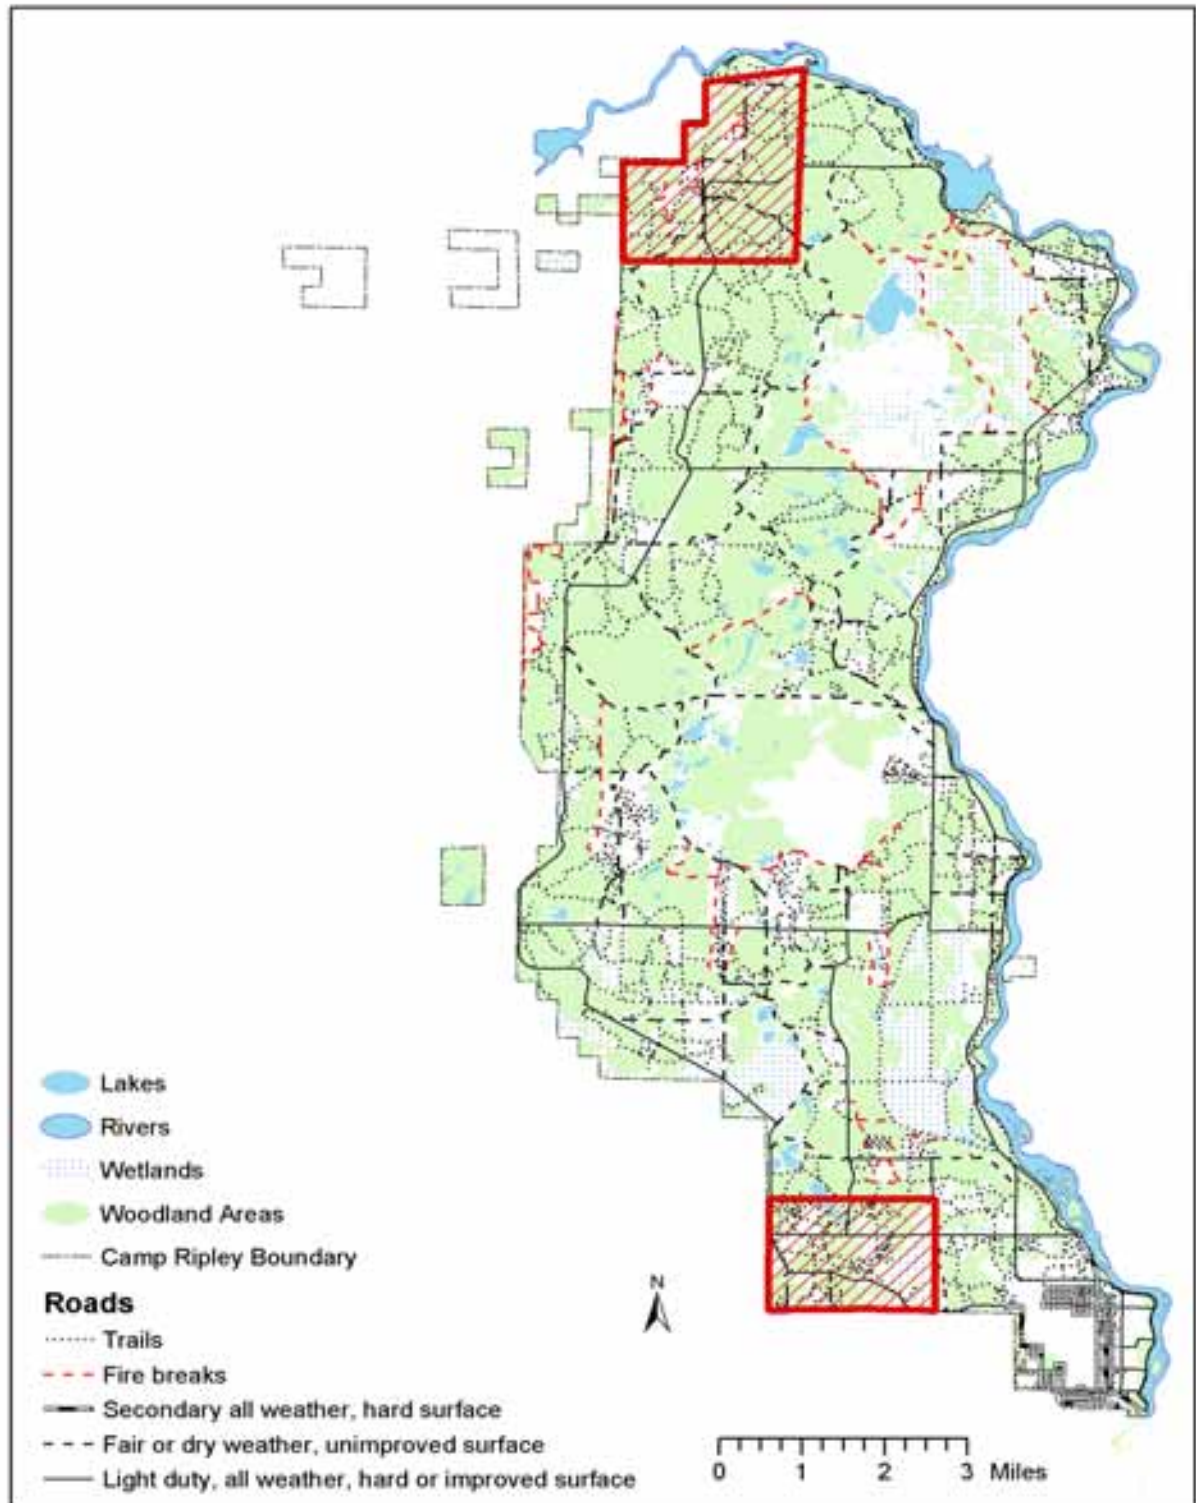 Lakes
Rivers
Wetlands
Woodland Areas
Camp Ripley Boundary
Roads
Trails
Fire breaks
Secondary all weather, hard surface
Fair or dry weather, unimproved surface
Light duty, all weather, hard or improved surface
N
0 1 2 3 Miles